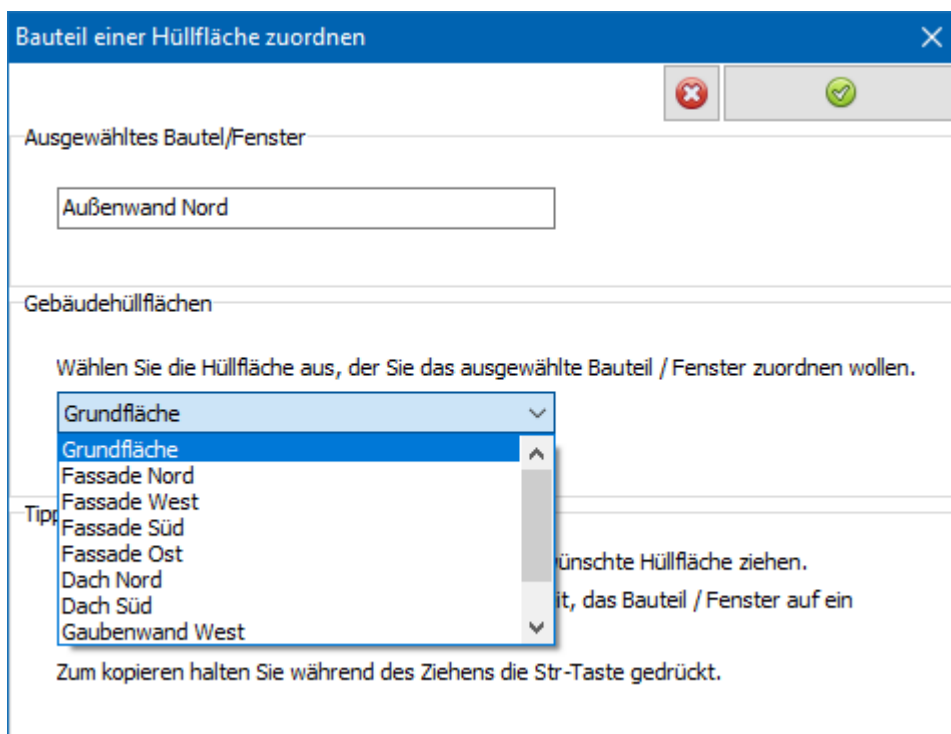 Bauteil einer Hüllfläche zuordnen
Ausgewähltes Bautel/Fenster
Außenwand Nord
Gebäudehüllflächen
Wählen Sie die Hüllfläche aus, der Sie das ausgewählte Bauteil / Fenster zuordnen wollen.
Grundfläche
Grundfläche
Fassade Nord
Fassade West
Fassade Süd
Fassade Ost
Dach Nord
Dach Süd
Gaubenwand West
Hüllfläche ziehen.
das Bauteil / Fenster auf ein
Zum kopieren halten Sie während des Ziehens die Str-Taste gedrückt.